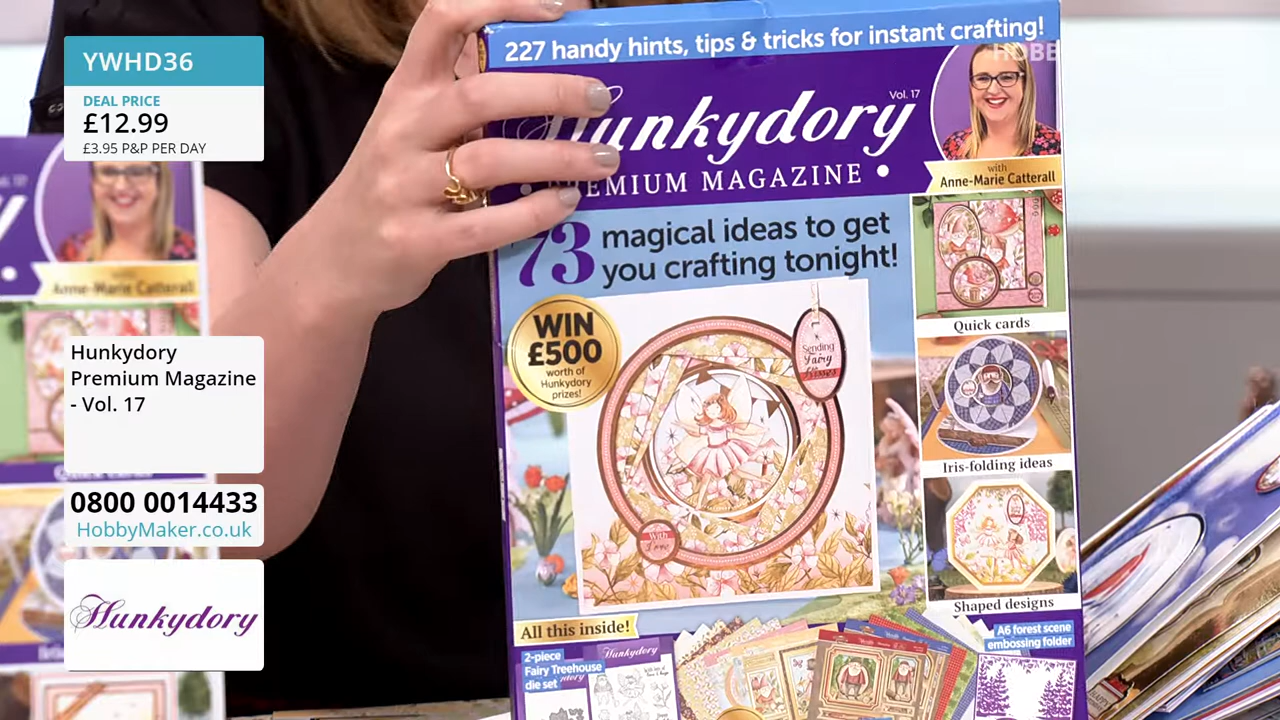 YWHD36
DEAL PRICE
£12.99
£3.95 P&P PER DAY
Hunkydory
Premium Magazine
- Vol. 17
0800 0014433
HobbyMaker.co.uk
Hunkydory
227 handy hints, tips & tricks for instant crafting!
Hunkydory
Vol. 17
PREMIUM MAGAZINE
with
Anne-Marie Catterall
73 magical ideas to get
you crafting tonight!
WIN
£500
worth of
Hunkydory
prizes!
Sending
Fairy
Kisses
With
Love
Quick cards
Iris-folding ideas
Shaped designs
All this inside!
2-piece
Fairy Treehouse
die set
Hunkydory
A6 forest scene
embossing folder
Anne-Marie Catterall